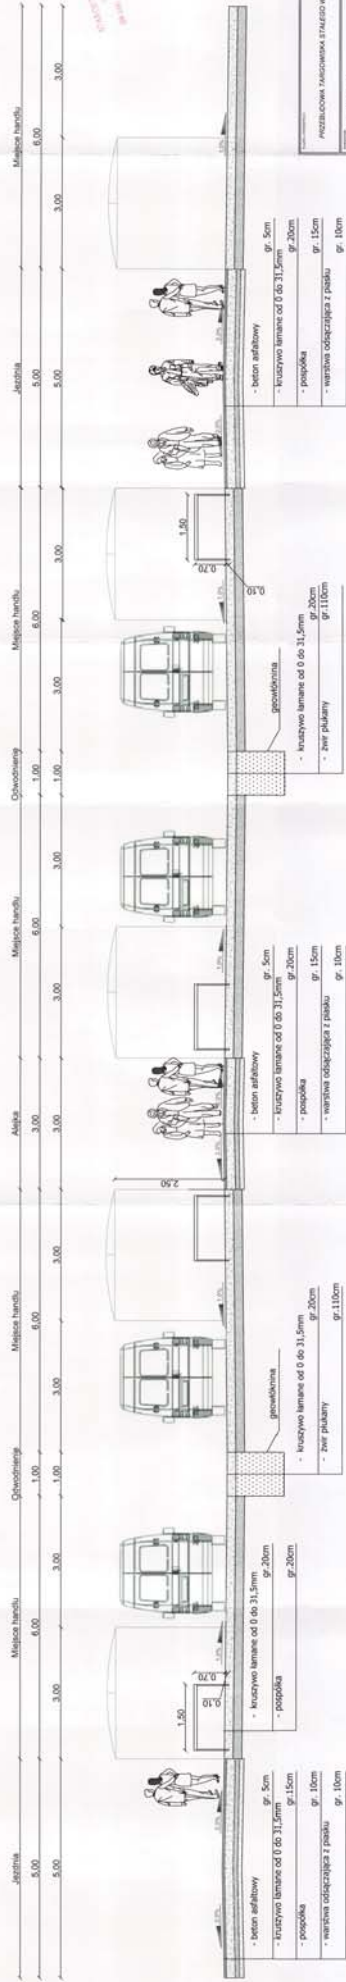 Jezdnia
Miejsce handlu
Odwodnienie
Miejsce handlu
Alejka
Miejsce handlu
Odwodnienie
Miejsce handlu
Jezdnia
Miejsce handlu
5.00
6.00
1.00
6.00
3.00
6.00
1.00
6.00
5.00
6.00
5.00
3.00
3.00
1.00
3.00
3.00
3.00
3.00
3.00
1.00
3.00
3.00
5.00
3.00
3.00
1,50
0.70
0.10
2.50
1,50
0.70
0.10
- beton asfaltowy gr. 5cm
- kruszywo łamane od 0 do 31,5mm gr.15cm
- pospółka gr. 10cm
- warstwa odsączająca z piasku gr. 10cm
- kruszywo łamane od 0 do 31,5mm gr.20cm
- pospółka gr.20cm
geowłóknina
- kruszywo łamane od 0 do 31,5mm gr.20cm
- żwir płukany gr.110cm
- beton asfaltowy gr. 5cm
- kruszywo łamane od 0 do 31,5mm gr.20cm
- pospółka gr. 15cm
- warstwa odsączająca z piasku gr. 10cm
geowłóknina
- kruszywo łamane od 0 do 31,5mm gr.20cm
- żwir płukany gr.110cm
- beton asfaltowy gr. 5cm
- kruszywo łamane od 0 do 31,5mm gr.20cm
- pospółka gr. 15cm
- warstwa odsączająca z piasku gr. 10cm
PRZEBUDOWA TARGOWISKA STAŁEGO W